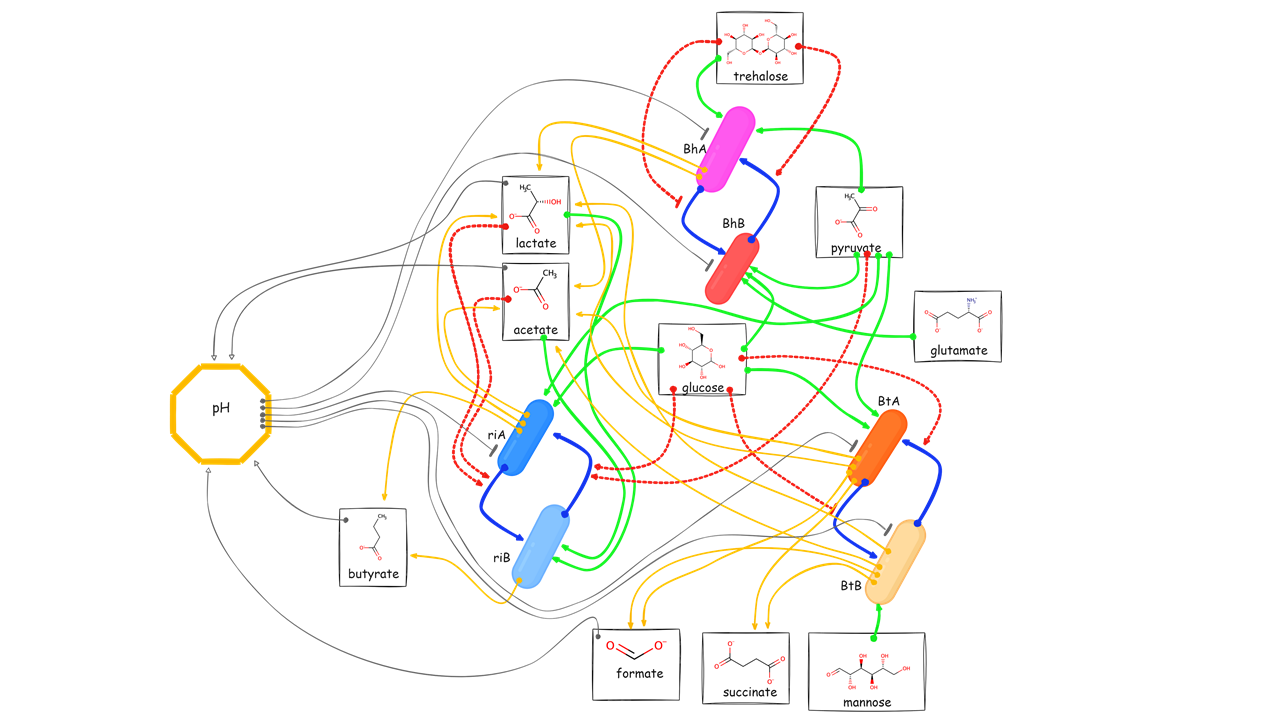 trehalose
BhA
BhB
lactate
pyruvate
acetate
glutamate
glucose
pH
riA
BtA
riB
butyrate
BtB
formate
succinate
mannose